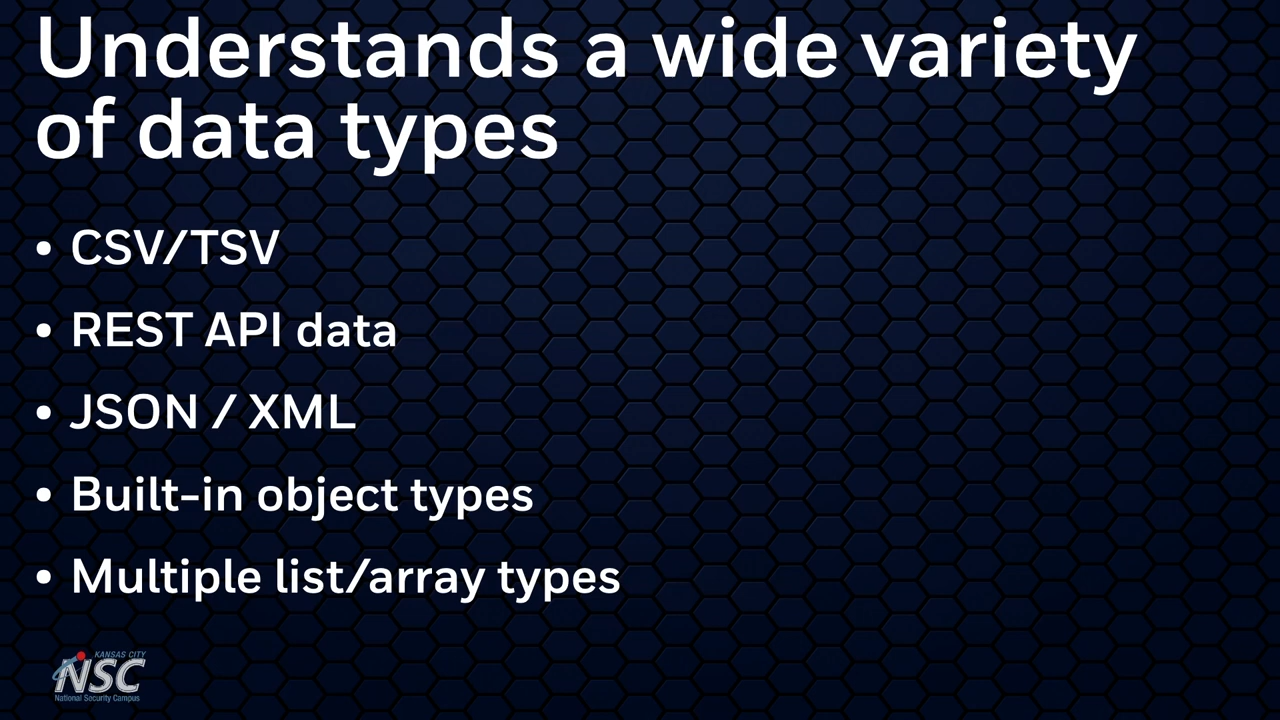 Understands a wide variety
of data types
• CSV/TSV
• REST API data
• JSON / XML
• Built-in object types
• Multiple list/array types
KANSAS CITY
NSC
National Security Campus